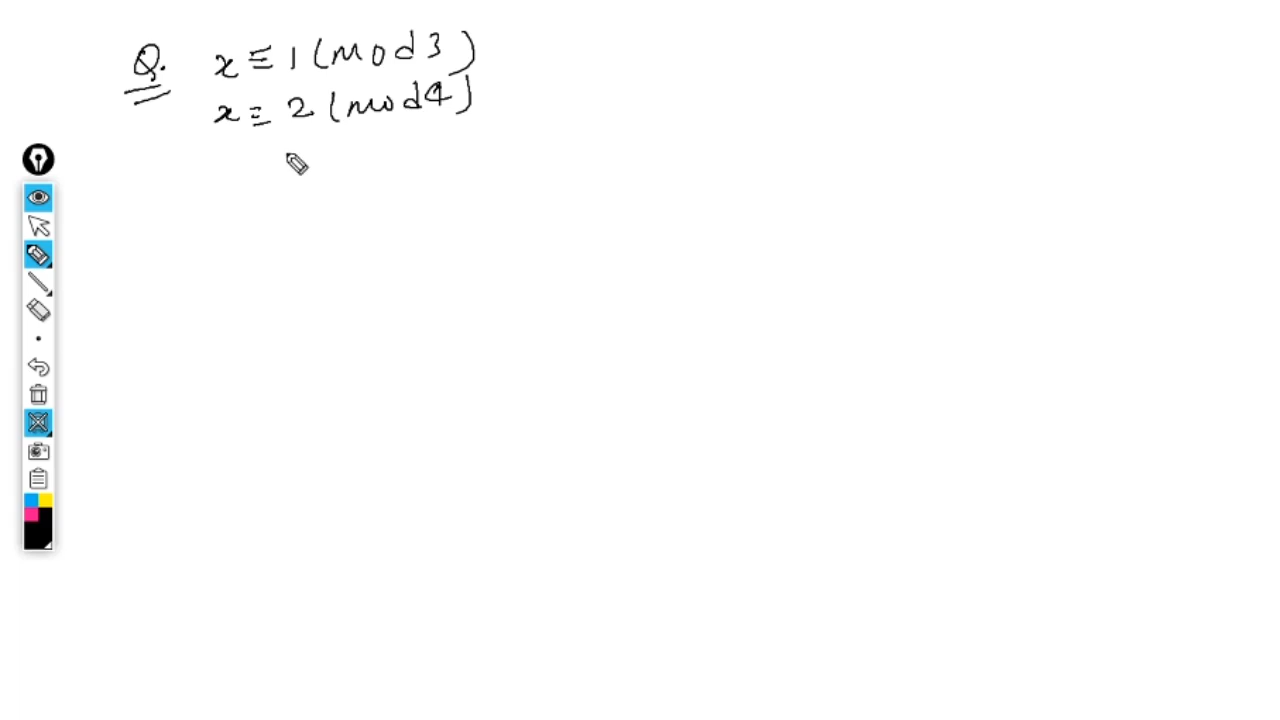 Q. x ≡ 1 (mod 3)
x ≡ 2 (mod 4)